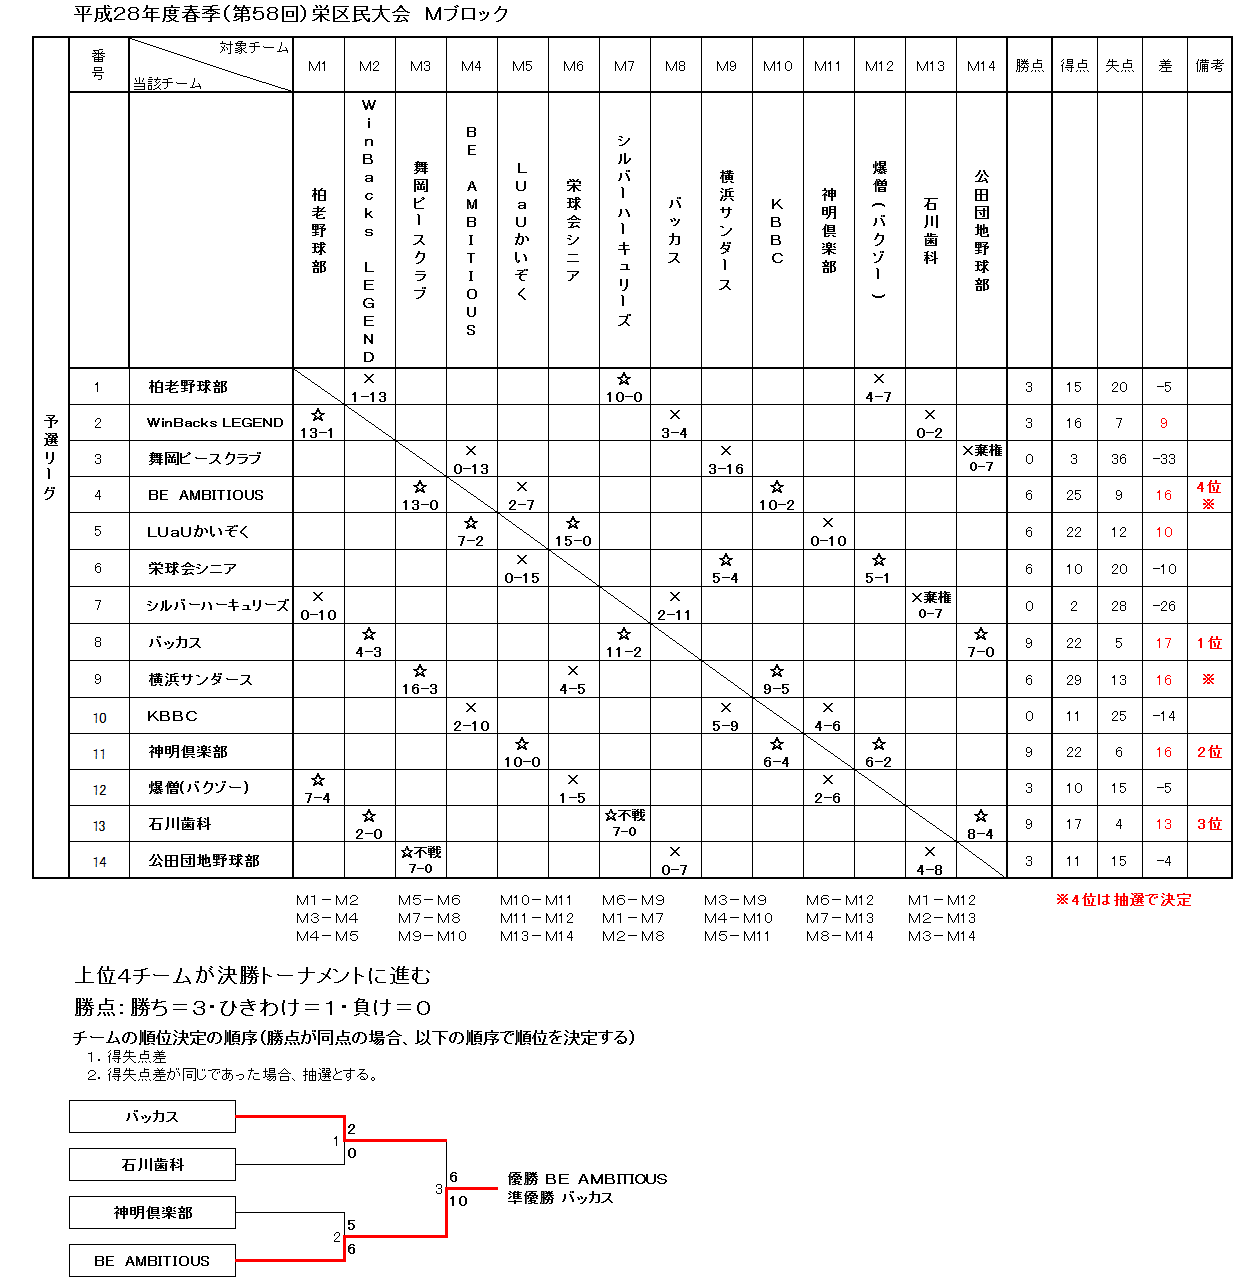 平成28年度春季(第58回)栄区民大会　Mブロック
番号 対象チーム 当該チーム M1 M2 M3 M4 M5 M6 M7 M8 M9 M10 M11 M12 M13 M14 勝点 得点 失点 差 備考
柏老野球部 WinBacks LEGEND 舞岡ピースクラブ BE AMBITIOUS LUaUかいぞく 栄球会シニア シルバーハーキュリーズ バッカス 横浜サンダース KBBC 神明倶楽部 爆僧(バクゾー) 石川歯科 公田団地野球部
予選リーグ
1 柏老野球部 ×1-13 ☆10-0 ×4-7 3 15 20 -5
2 WinBacks LEGEND ☆13-1 ×3-4 ×0-2 3 16 7 9
3 舞岡ピースクラブ ×0-13 ×3-16 ×棄権0-7 0 3 36 -33
4 BE AMBITIOUS ☆13-0 ×2-7 ☆10-2 6 25 9 16 4位※
5 LUaUかいぞく ☆7-2 ☆15-0 ×0-10 6 22 12 10
6 栄球会シニア ×0-15 ☆5-4 ☆5-1 6 10 20 -10
7 シルバーハーキュリーズ ×0-10 ×2-11 ×棄権0-7 0 2 28 -26
8 バッカス ☆4-3 ☆11-2 ☆7-0 9 22 5 17 1位
9 横浜サンダース ☆16-3 ×4-5 ☆9-5 6 29 13 16 ※
10 KBBC ×2-10 ×5-9 ×4-6 0 11 25 -14
11 神明倶楽部 ☆10-0 ☆6-4 ☆6-2 9 22 6 16 2位
12 爆僧(バクゾー) ☆7-4 ×1-5 ×2-6 3 10 15 -5
13 石川歯科 ☆2-0 ☆不戦7-0 ☆8-4 9 17 4 13 3位
14 公田団地野球部 ☆不戦7-0 ×0-7 ×4-8 3 11 15 -4
M1-M2 M5-M6 M10-M11 M6-M9 M3-M9 M6-M12 M1-M12 ※4位は抽選で決定
M3-M4 M7-M8 M11-M12 M1-M7 M4-M10 M7-M13 M2-M13
M4-M5 M9-M10 M13-M14 M2-M8 M5-M11 M8-M14 M3-M14
上位4チームが決勝トーナメントに進む
勝点：勝ち=3・ひきわけ=1・負け=0
チームの順位決定の順序(勝点が同点の場合、以下の順序で順位を決定する)
1．得失点差
2．得失点差が同じであった場合、抽選とする。
バッカス
2
1
0
石川歯科
6
優勝 BE AMBITIOUS
3
準優勝 バッカス
10
神明倶楽部
5
2
6
BE AMBITIOUS